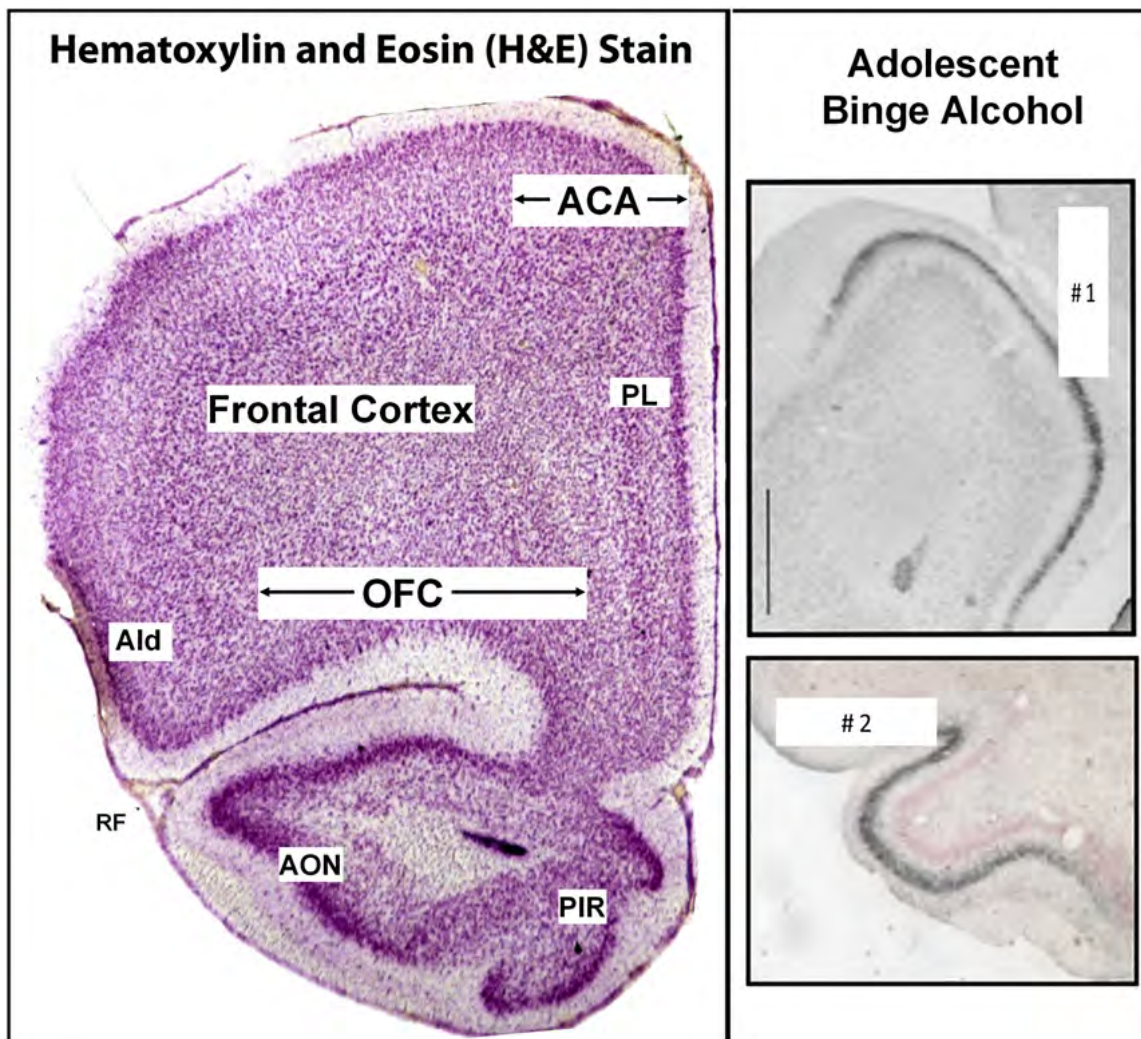 Hematoxylin and Eosin (H&E) Stain
ACA
PL
Frontal Cortex
OFC
AId
RF
AON
PIR
Adolescent
Binge Alcohol
#1
#2